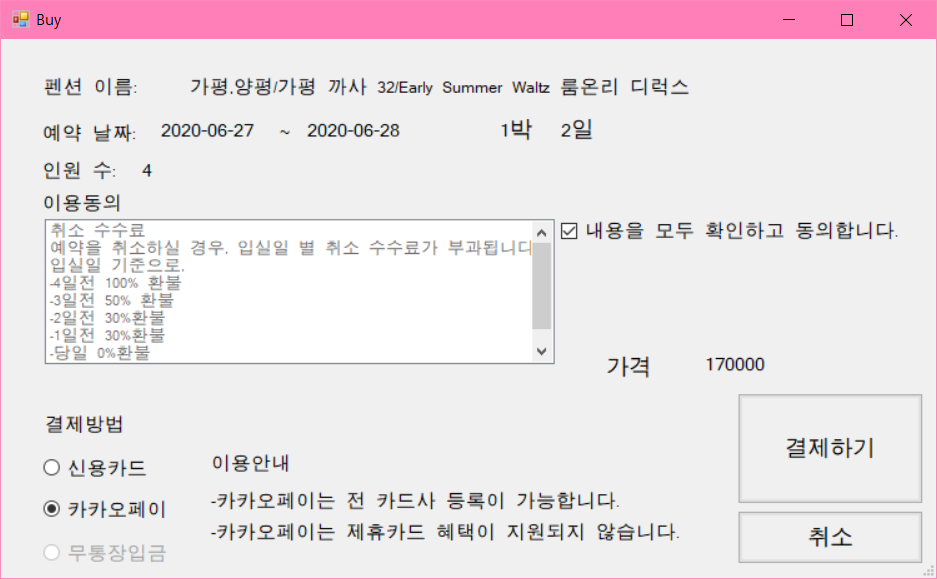 Buy
펜션 이름: 가평.양평/가평 까사 32/Early Summer Waltz 룸온리 디럭스
예약 날짜: 2020-06-27 ~ 2020-06-28 1박 2일
인원 수: 4
이용동의
취소 수수료
예약을 취소하실 경우, 입실일 별 취소 수수료가 부과됩니다
입실일 기준으로,
-4일전 100% 환불
-3일전 50% 환불
-2일전 30%환불
-1일전 30%환불
-당일 0%환불
내용을 모두 확인하고 동의합니다.
가격 170000
결제방법
신용카드
카카오페이
무통장입금
이용안내
-카카오페이는 전 카드사 등록이 가능합니다.
-카카오페이는 제휴카드 혜택이 지원되지 않습니다.
결제하기
취소